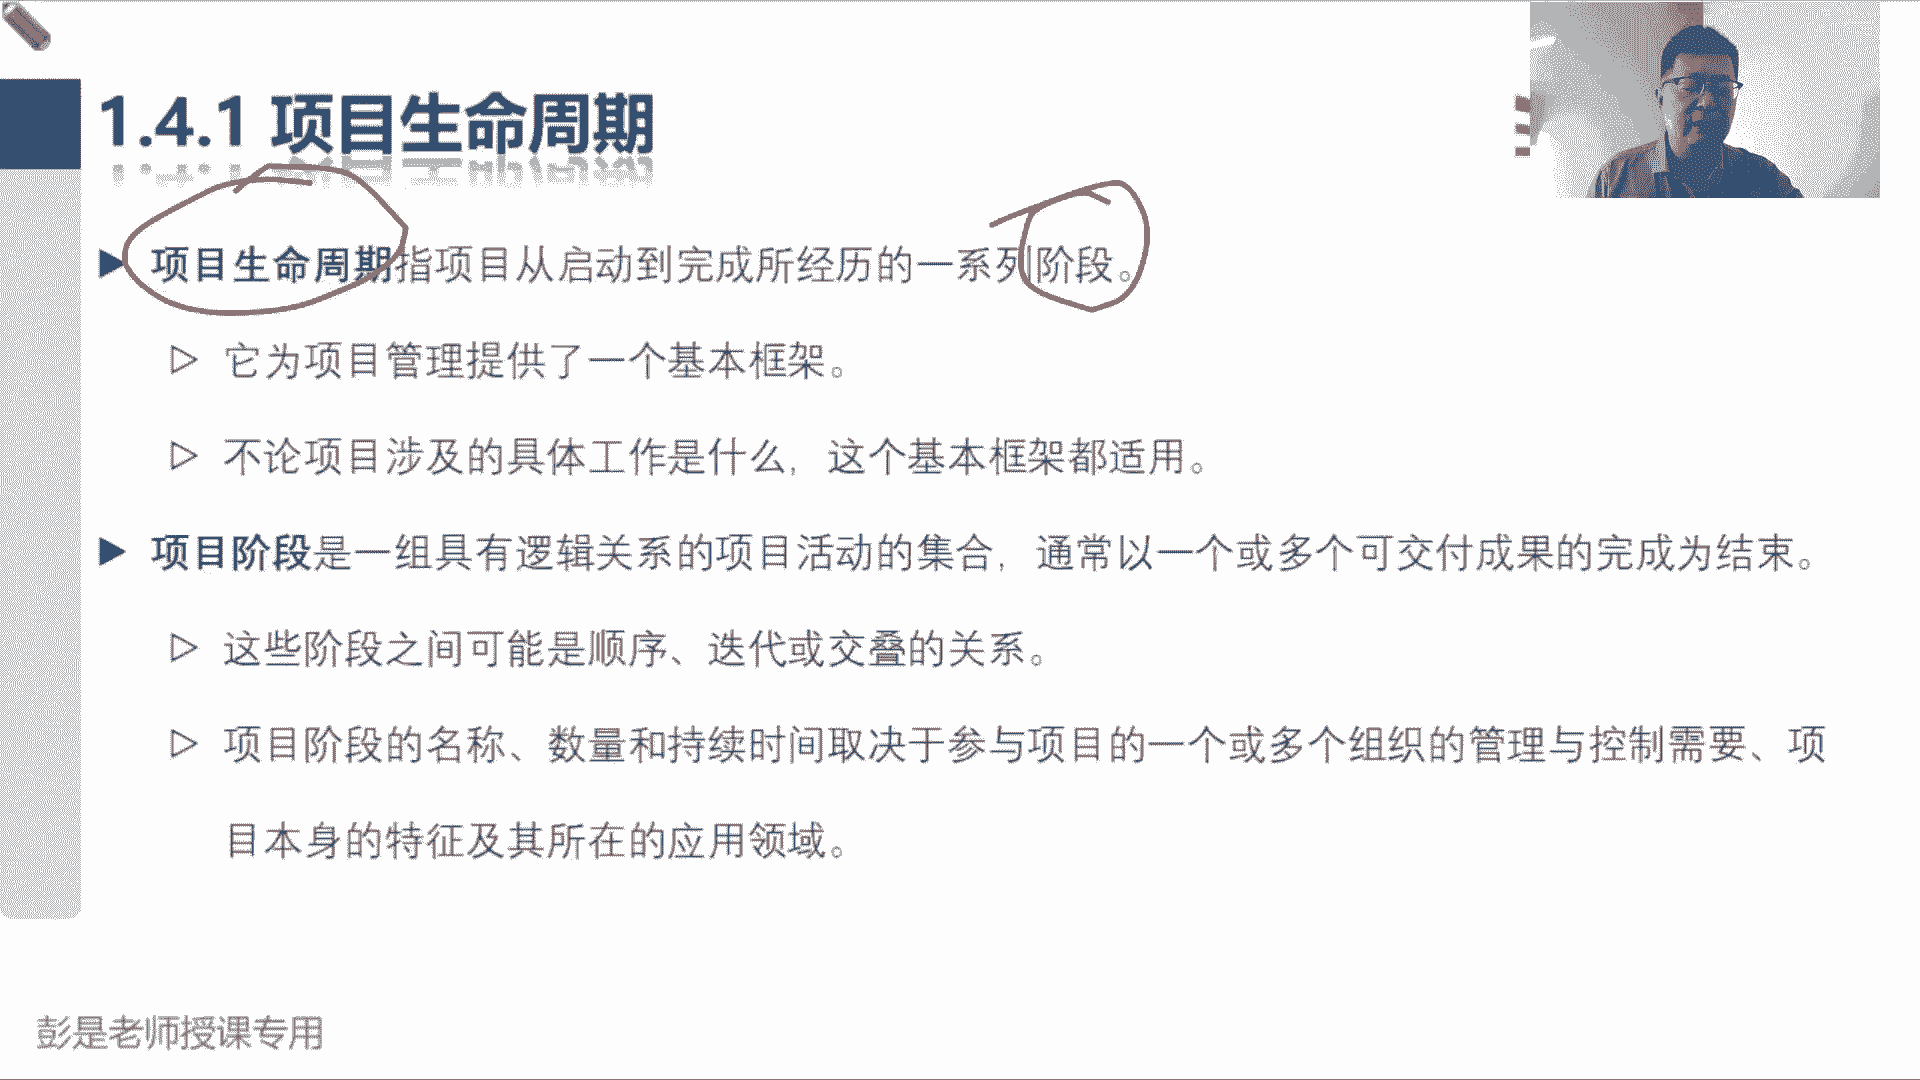 1.4.1 项目生命周期
项目生命周期指项目从启动到完成所经历的一系列阶段。
它为项目管理提供了一个基本框架。
不论项目涉及的具体工作是什么，这个基本框架都适用。
项目阶段是一组具有逻辑关系的项目活动的集合，通常以一个或多个可交付成果的完成为结束。
这些阶段之间可能是顺序、迭代或交叠的关系。
项目阶段的名称、数量和持续时间取决于参与项目的一个或多个组织的管理与控制需要、项
目本身的特征及其所在的应用领域。
彭是老师授课专用